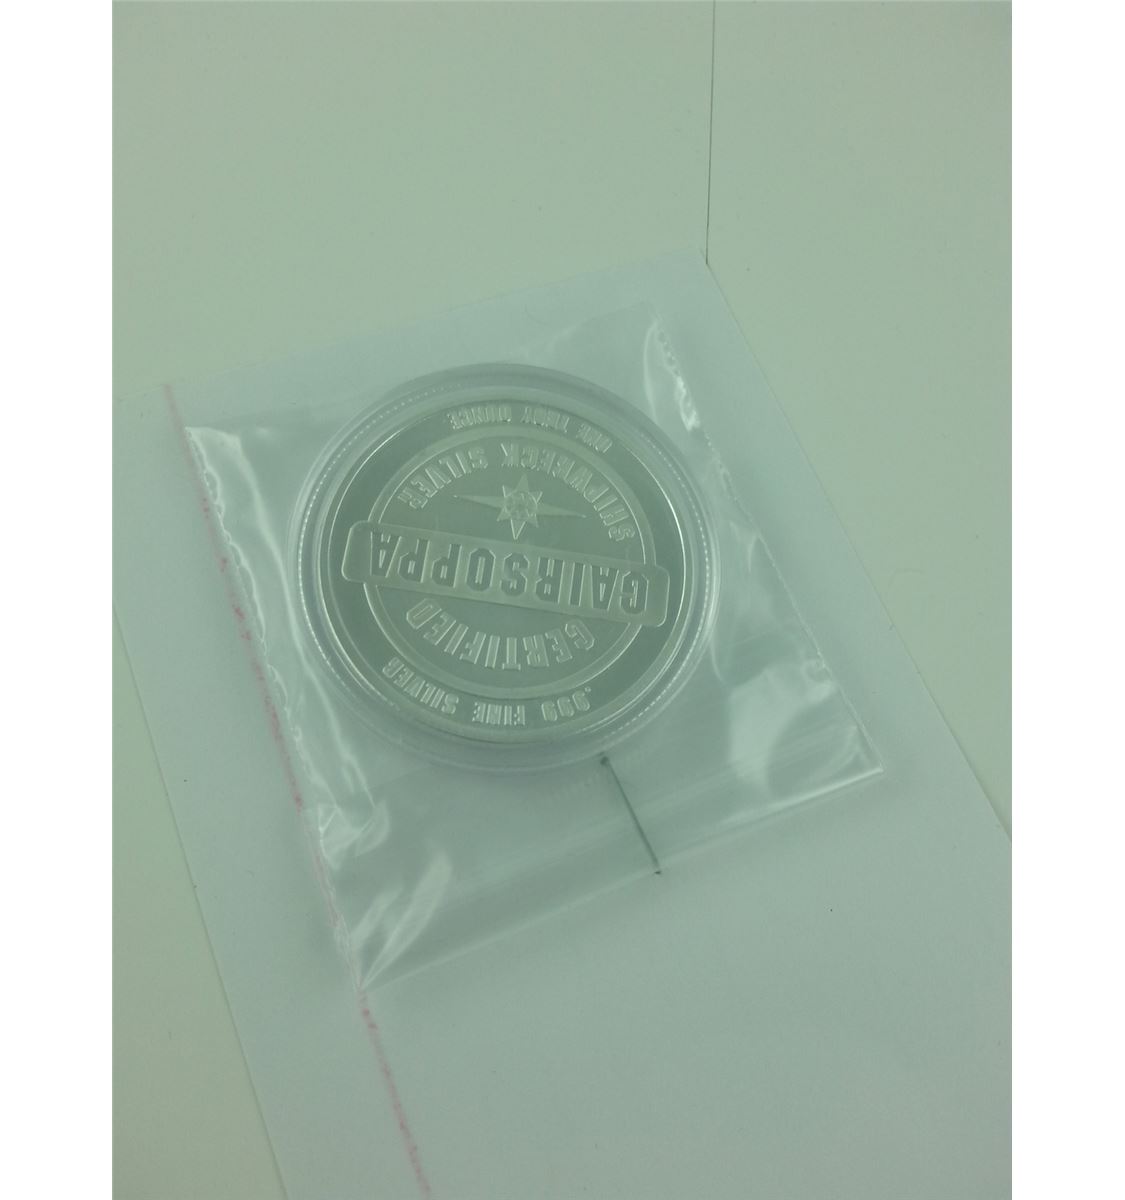 .999 FINE SILVER
CERTIFIED
GAIRSOPPA
SHIPWRECK SILVER
ONE TROY OUNCE